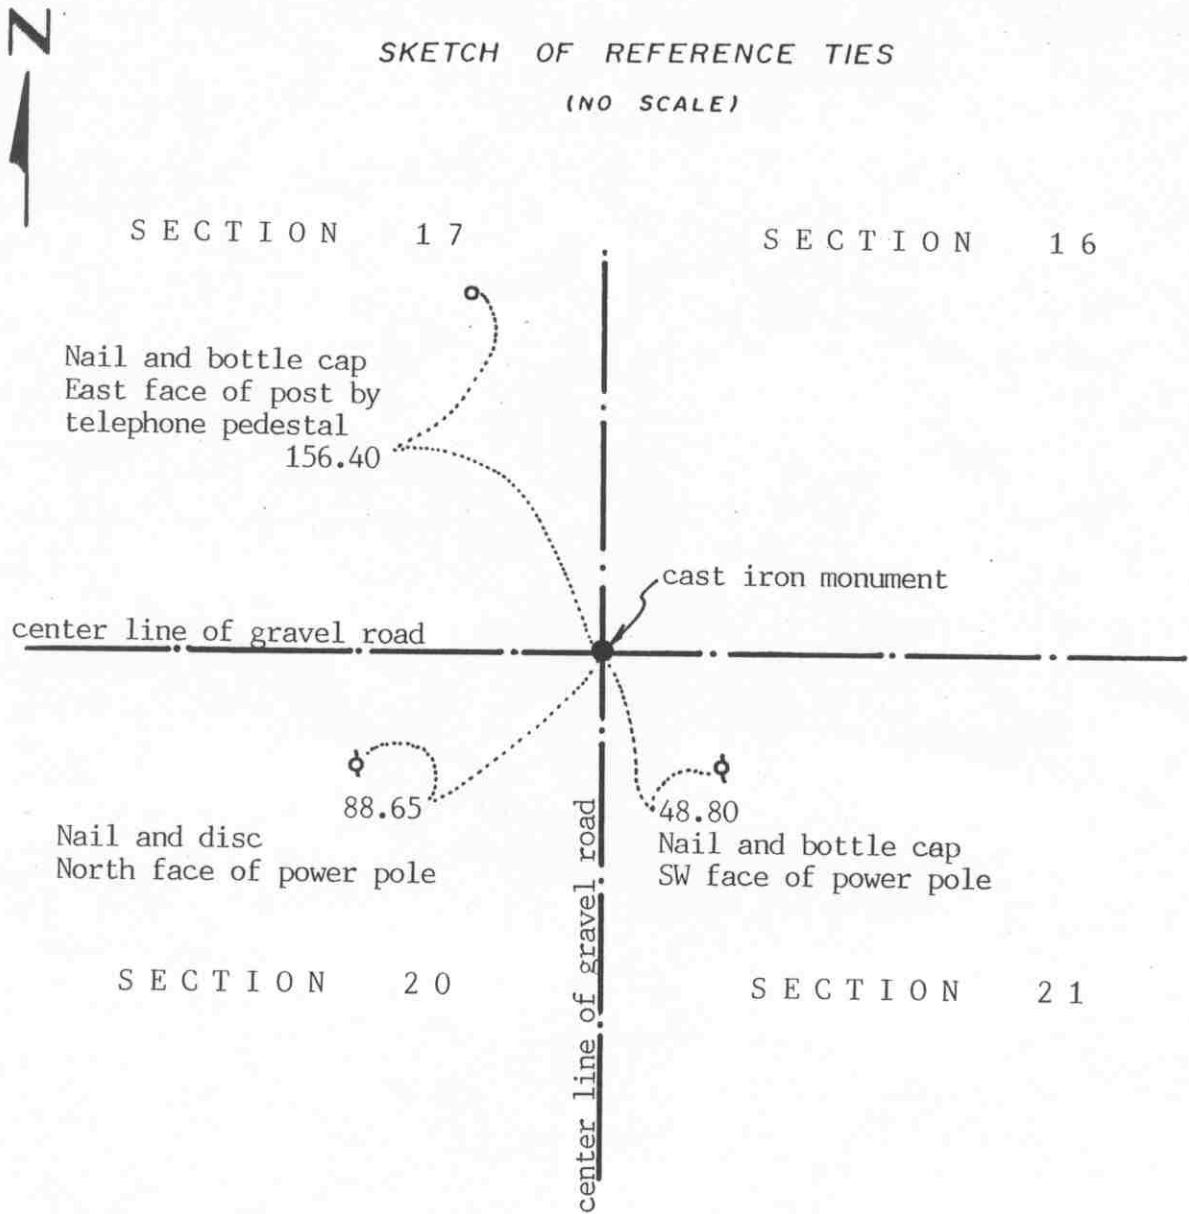 N
SKETCH OF REFERENCE TIES
(NO SCALE)
SECTION 17
SECTION 16
Nail and bottle cap
East face of post by
telephone pedestal
156.40
cast iron monument
center line of gravel road
88.65
Nail and disc
North face of power pole
48.80
Nail and bottle cap
SW face of power pole
center line of gravel road
SECTION 20
SECTION 21